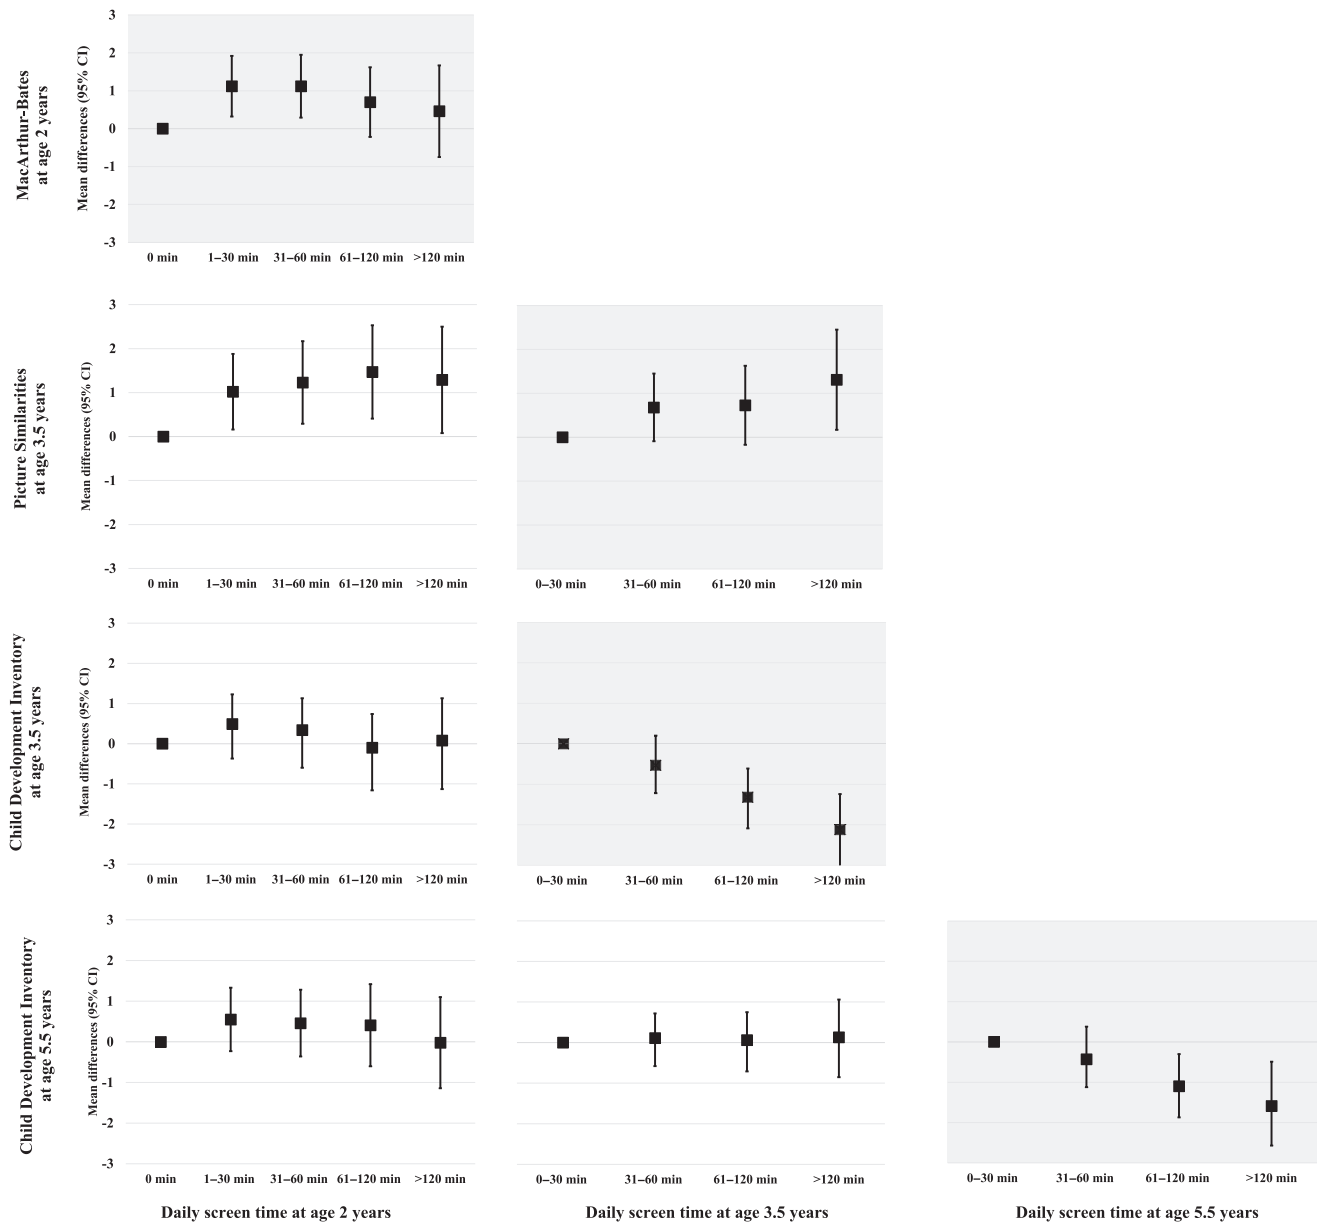 MacArthur-Bates
at age 2 years
Mean differences (95% CI)
3
2
1
0
-1
-2
-3
0 min 1–30 min 31–60 min 61–120 min >120 min
Picture Similarities
at age 3.5 years
Mean differences (95% CI)
3
2
1
0
-1
-2
-3
0 min 1–30 min 31–60 min 61–120 min >120 min
0–30 min 31–60 min 61–120 min >120 min
Child Development Inventory
at age 3.5 years
Mean differences (95% CI)
3
2
1
0
-1
-2
-3
0 min 1–30 min 31–60 min 61–120 min >120 min
0–30 min 31–60 min 61–120 min >120 min
Child Development Inventory
at age 5.5 years
Mean differences (95% CI)
3
2
1
0
-1
-2
-3
0 min 1–30 min 31–60 min 61–120 min >120 min
0–30 min 31–60 min 61–120 min >120 min
0–30 min 31–60 min 61–120 min >120 min
Daily screen time at age 2 years
Daily screen time at age 3.5 years
Daily screen time at age 5.5 years